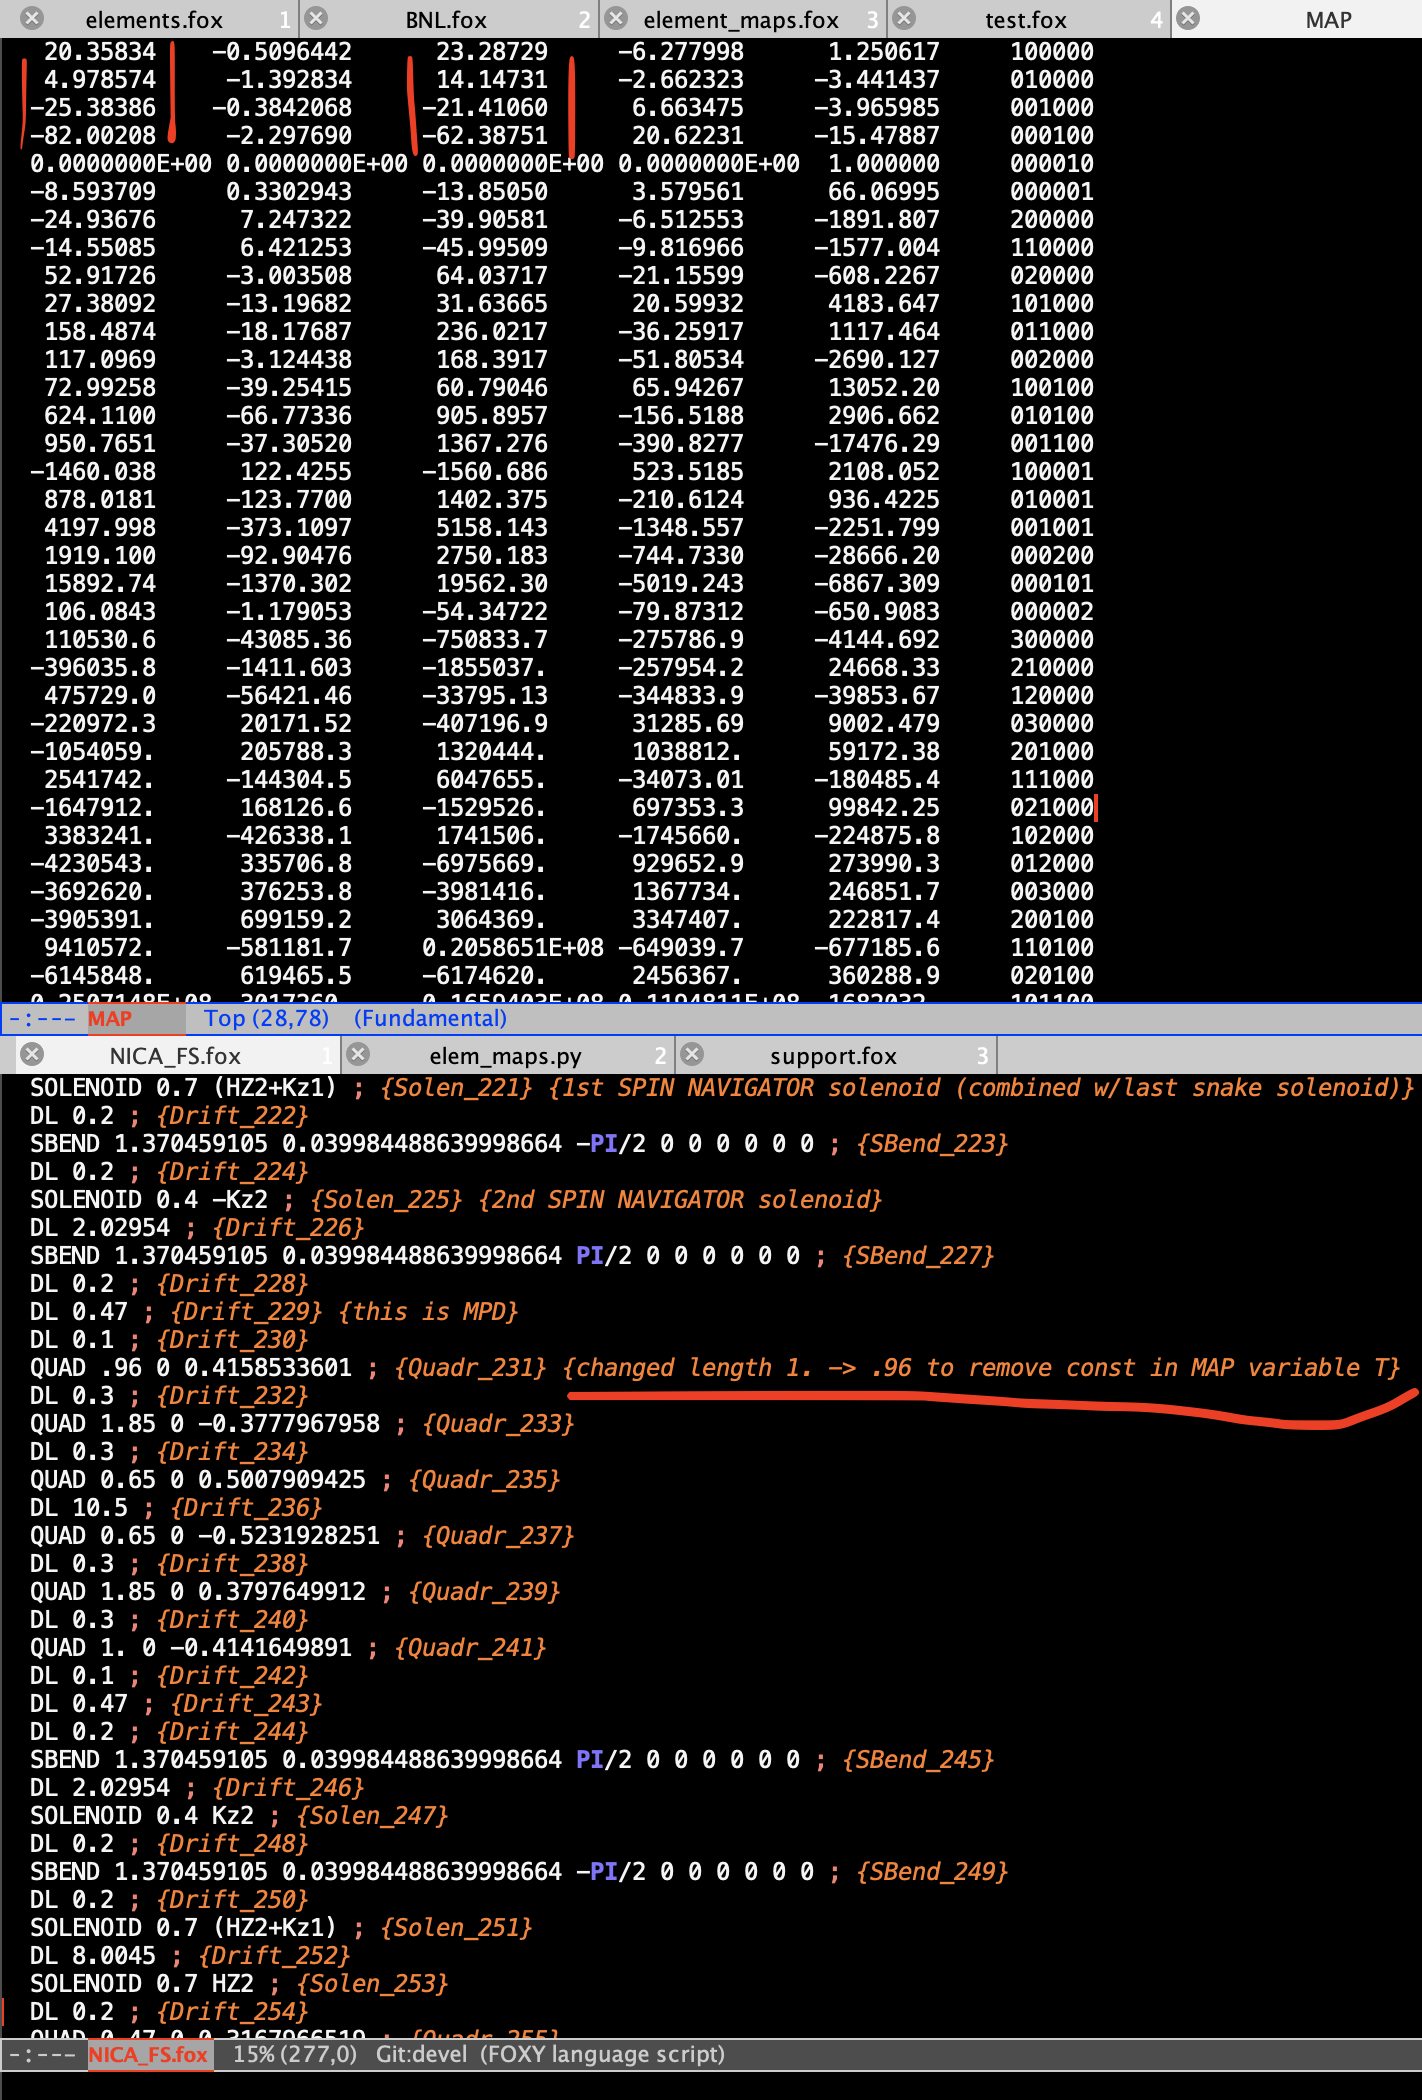 elements.fox 1 BNL.fox 2 element_maps.fox 3 test.fox 4 MAP
20.35834 -0.5096442 23.28729 -6.277998 1.250617 100000
4.978574 -1.392834 14.14731 -2.662323 -3.441437 010000
-25.38386 -0.3842068 -21.41060 6.663475 -3.965985 001000
-82.00208 -2.297690 -62.38751 20.62231 -15.47887 000100
0.0000000E+00 0.0000000E+00 0.0000000E+00 0.0000000E+00 1.000000 000010
-8.593709 0.3302943 -13.85050 3.579561 66.06995 000001
-24.93676 7.247322 -39.90581 -6.512553 -1891.807 200000
-14.55085 6.421253 -45.99509 -9.816966 -1577.004 110000
52.91726 -3.003508 64.03717 -21.15599 -608.2267 020000
27.38092 -13.19682 31.63665 20.59932 4183.647 101000
158.4874 -18.17687 236.0217 -36.25917 1117.464 011000
117.0969 -3.124438 168.3917 -51.80534 -2690.127 002000
72.99258 -39.25415 60.79046 65.94267 13052.20 100100
624.1100 -66.77336 905.8957 -156.5188 2906.662 010100
950.7651 -37.30520 1367.276 -390.8277 -17476.29 001100
-1460.038 122.4255 -1560.686 523.5185 2108.052 100001
878.0181 -123.7700 1402.375 -210.6124 936.4225 010001
4197.998 -373.1097 5158.143 -1348.557 -2251.799 001001
1919.100 -92.90476 2750.183 -744.7330 -28666.20 000200
15892.74 -1370.302 19562.30 -5019.243 -6867.309 000101
106.0843 -1.179053 -54.34722 -79.87312 -650.9083 000002
110530.6 -43085.36 -750833.7 -275786.9 -4144.692 300000
-396035.8 -1411.603 -1855037. -257954.2 24668.33 210000
475729.0 -56421.46 -33795.13 -344833.9 -39853.67 120000
-220972.3 20171.52 -407196.9 31285.69 9002.479 030000
-1054059. 205788.3 1320444. 1038812. 59172.38 201000
2541742. -144304.5 6047655. -34073.01 -180485.4 111000
-1647912. 168126.6 -1529526. 697353.3 99842.25 021000
3383241. -426338.1 1741506. -1745660. -224875.8 102000
-4230543. 335706.8 -6975669. 929652.9 273990.3 012000
-3692620. 376253.8 -3981416. 1367734. 246851.7 003000
-3905391. 699159.2 3064369. 3347407. 222817.4 200100
9410572. -581181.7 0.2058651E+08 -649039.7 -677185.6 110100
-6145848. 619465.5 -6174620. 2456367. 360288.9 020100
-:--- MAP Top (28,78) (Fundamental)
NICA_FS.fox 1 elem_maps.py 2 support.fox 3
SOLENOID 0.7 (HZ2+Kz1) ; {Solen_221} {1st SPIN NAVIGATOR solenoid (combined w/last snake solenoid)}
DL 0.2 ; {Drift_222}
SBEND 1.370459105 0.039984488639998664 -PI/2 0 0 0 0 0 0 ; {SBend_223}
DL 0.2 ; {Drift_224}
SOLENOID 0.4 -Kz2 ; {Solen_225} {2nd SPIN NAVIGATOR solenoid}
DL 2.02954 ; {Drift_226}
SBEND 1.370459105 0.039984488639998664 PI/2 0 0 0 0 0 0 ; {SBend_227}
DL 0.2 ; {Drift_228}
DL 0.47 ; {Drift_229} {this is MPD}
DL 0.1 ; {Drift_230}
QUAD .96 0 0.4158533601 ; {Quadr_231} {changed length 1. -> .96 to remove const in MAP variable T}
DL 0.3 ; {Drift_232}
QUAD 1.85 0 -0.3777967958 ; {Quadr_233}
DL 0.3 ; {Drift_234}
QUAD 0.65 0 0.5007909425 ; {Quadr_235}
DL 10.5 ; {Drift_236}
QUAD 0.65 0 -0.5231928251 ; {Quadr_237}
DL 0.3 ; {Drift_238}
QUAD 1.85 0 0.3797649912 ; {Quadr_239}
DL 0.3 ; {Drift_240}
QUAD 1. 0 -0.4141649891 ; {Quadr_241}
DL 0.1 ; {Drift_242}
DL 0.47 ; {Drift_243}
DL 0.2 ; {Drift_244}
SBEND 1.370459105 0.039984488639998664 PI/2 0 0 0 0 0 0 ; {SBend_245}
DL 2.02954 ; {Drift_246}
SOLENOID 0.4 Kz2 ; {Solen_247}
DL 0.2 ; {Drift_248}
SBEND 1.370459105 0.039984488639998664 -PI/2 0 0 0 0 0 0 ; {SBend_249}
DL 0.2 ; {Drift_250}
SOLENOID 0.7 (HZ2+Kz1) ; {Solen_251}
DL 8.0045 ; {Drift_252}
SOLENOID 0.7 HZ2 ; {Solen_253}
DL 0.2 ; {Drift_254}
QUAD 0.47 0 0.3167966519 ; {Quadr_255}
-:--- NICA_FS.fox 15% (277,0) Git:devel (FOXY language script)